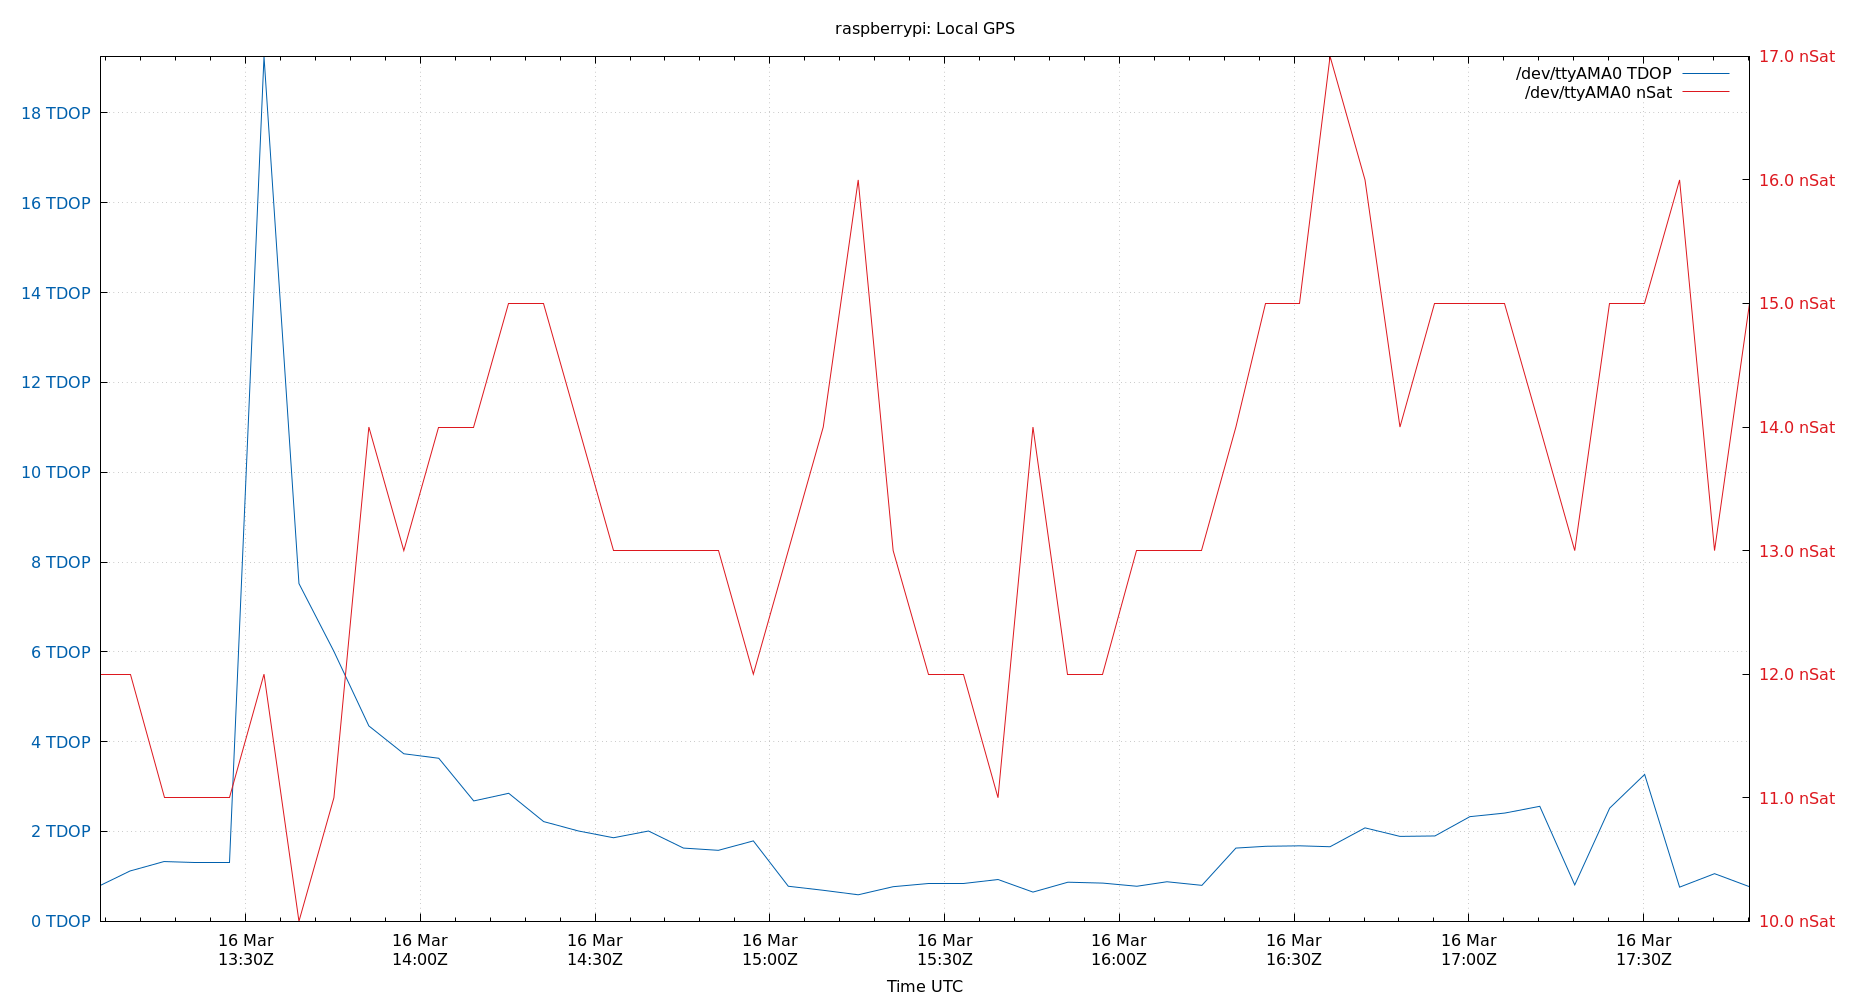 raspberrypi: Local GPS
/dev/ttyAMA0 TDOP
/dev/ttyAMA0 nSat
18 TDOP
16 TDOP
14 TDOP
12 TDOP
10 TDOP
8 TDOP
6 TDOP
4 TDOP
2 TDOP
0 TDOP
17.0 nSat
16.0 nSat
15.0 nSat
14.0 nSat
13.0 nSat
12.0 nSat
11.0 nSat
10.0 nSat
16 Mar
13:30Z
16 Mar
14:00Z
16 Mar
14:30Z
16 Mar
15:00Z
16 Mar
15:30Z
16 Mar
16:00Z
16 Mar
16:30Z
16 Mar
17:00Z
16 Mar
17:30Z
Time UTC